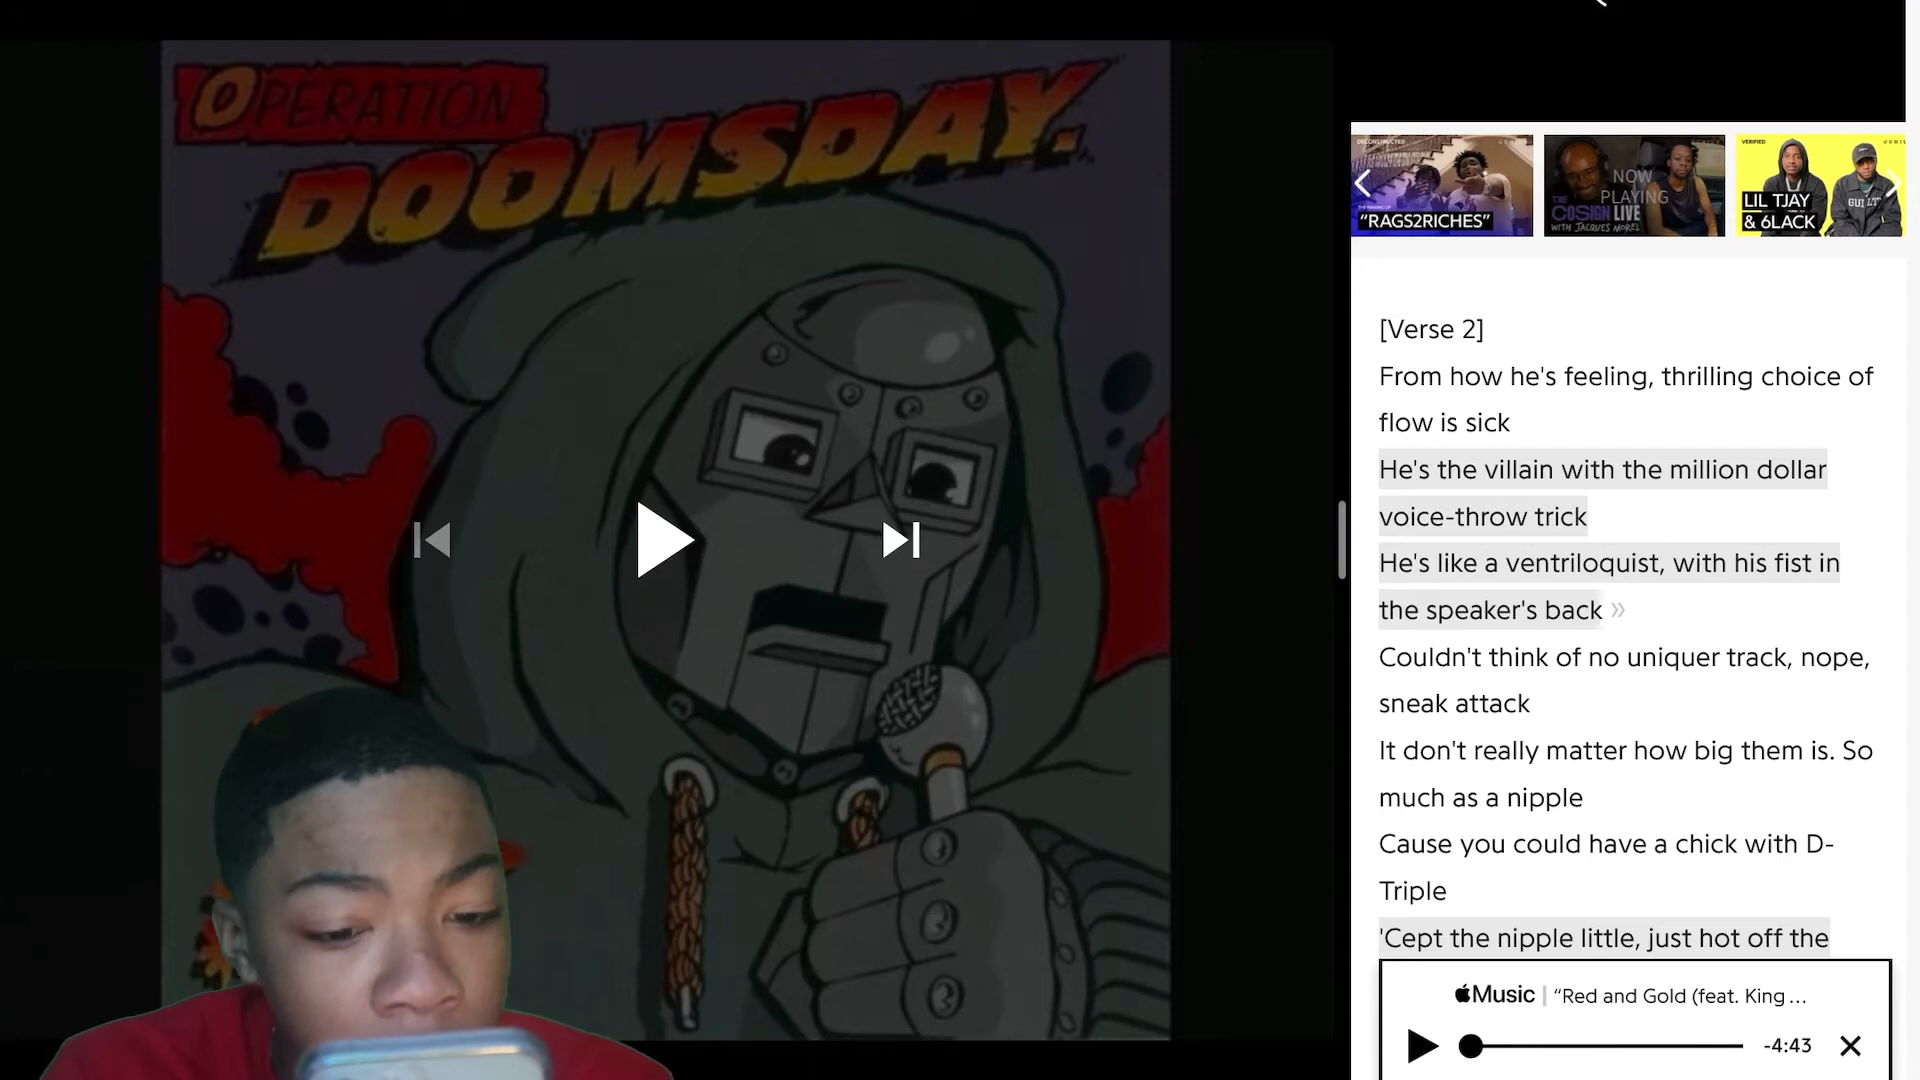 OPERATION
DOOMSDAY.
DECONSTRUCTED
"RAGS2RICHES"
NOW
PLAYING
THE
COSIGN LIVE
WITH JACQUES MOREL
VERIFIED
LIL TJAY
& 6LACK
[Verse 2]
From how he's feeling, thrilling choice of
flow is sick
He's the villain with the million dollar
voice-throw trick
He's like a ventriloquist, with his fist in
the speaker's back »
Couldn't think of no uniquer track, nope,
sneak attack
It don't really matter how big them is. So
much as a nipple
Cause you could have a chick with D-
Triple
'Cept the nipple little, just hot off the
Music | “Red and Gold (feat. King ...
-4:43